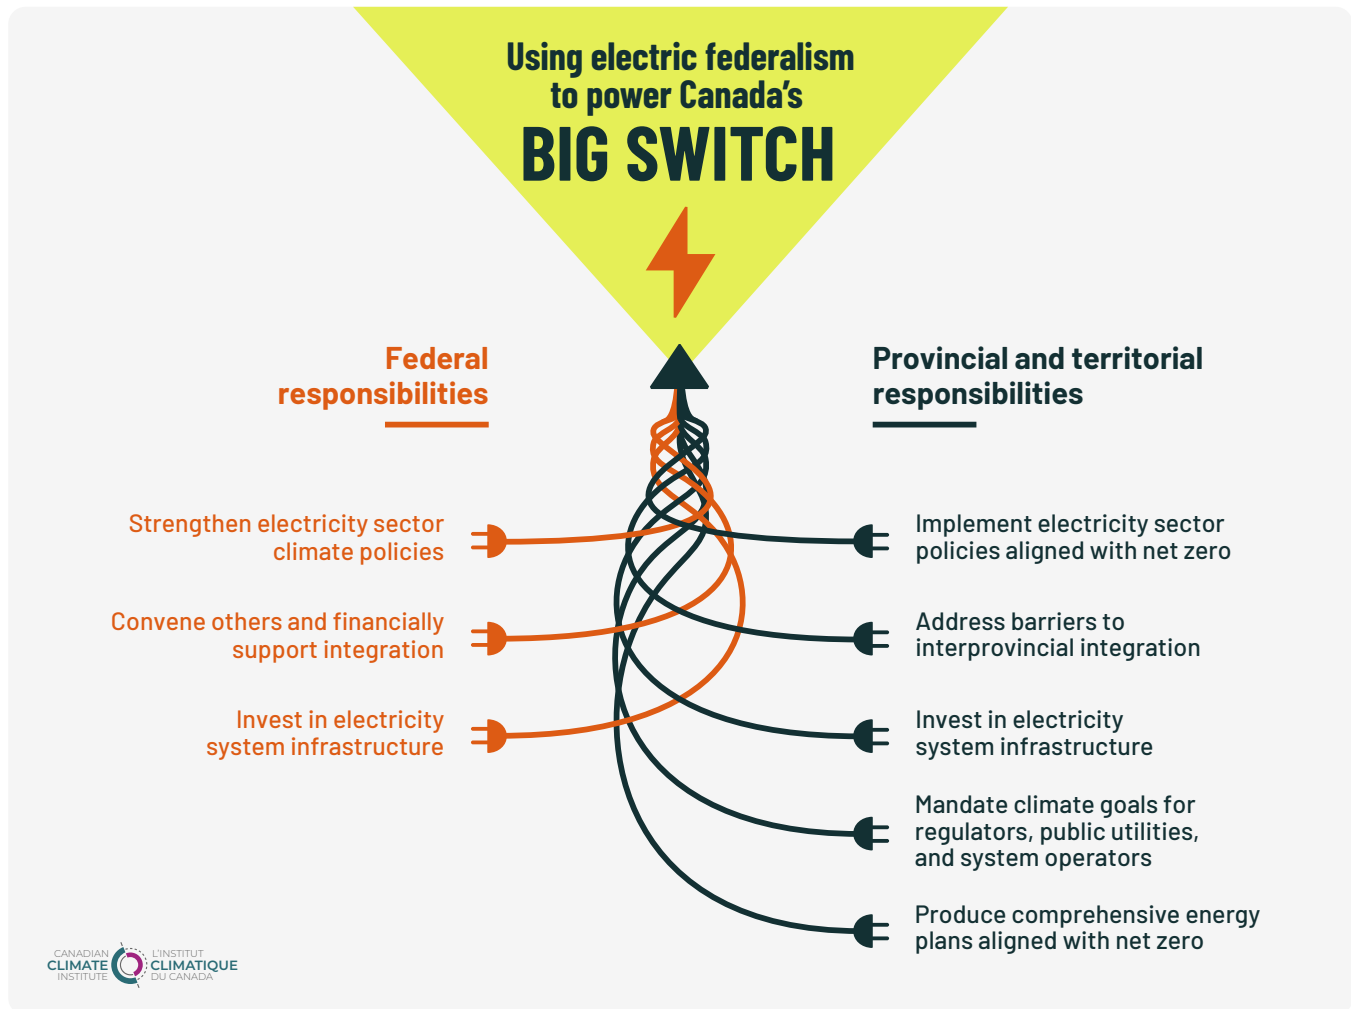 Using electric federalism
to power Canada's
BIG SWITCH
Federal
responsibilities
Strengthen electricity sector
climate policies
Convene others and financially
support integration
Invest in electricity
system infrastructure
Provincial and territorial
responsibilities
Implement electricity sector
policies aligned with net zero
Address barriers to
interprovincial integration
Invest in electricity
system infrastructure
Mandate climate goals for
regulators, public utilities,
and system operators
Produce comprehensive energy
plans aligned with net zero
CANADIAN
CLIMATE
INSTITUTE
L'INSTITUT
CLIMATIQUE
DU CANADA